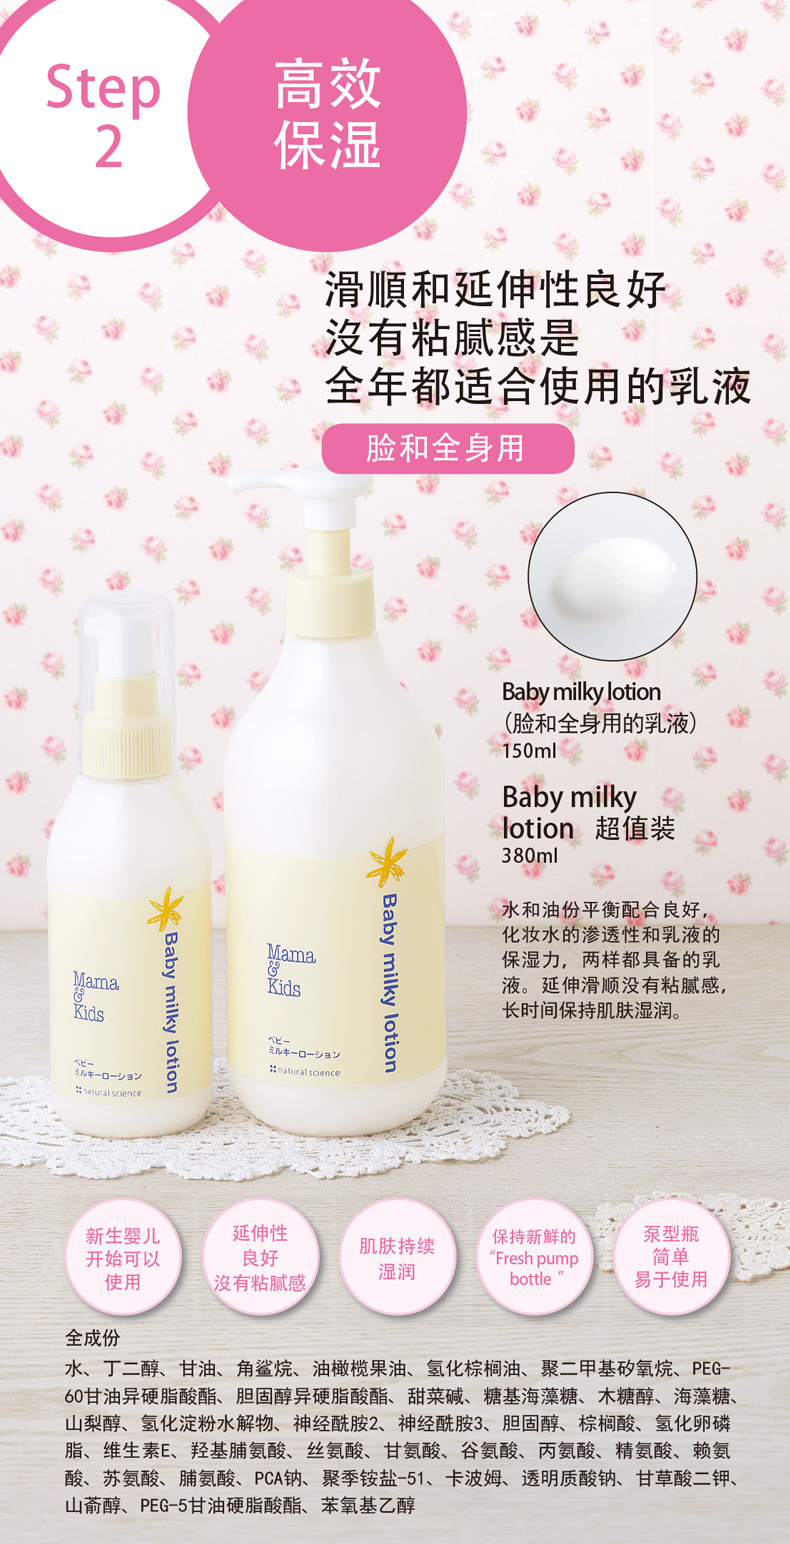 Step
2
高效
保湿
滑順和延伸性良好
沒有粘腻感是
全年都适合使用的乳液
脸和全身用
Baby milky lotion
（脸和全身用的乳液）
150ml
Baby milky
lotion 超值装
380ml
水和油份平衡配合良好，
化妆水的渗透性和乳液的
保湿力，两样都具备的乳
液。延伸滑顺没有粘腻感，
长时间保持肌肤湿润。
Mama
&
Kids
ベビー
ミルキーローション
natural science
Baby milky lotion
Mama
&
Kids
ベビー
ミルキーローション
natural science
Baby milky lotion
新生婴儿
开始可以
使用
延伸性
良好
沒有粘腻感
肌肤持续
湿润
保持新鮮的
“Fresh pump
bottle ”
泵型瓶
简单
易于使用
全成份
水、丁二醇、甘油、角鲨烷、油橄榄果油、氢化棕榈油、聚二甲基矽氧烷、PEG-
60甘油异硬脂酸酯、胆固醇异硬脂酸酯、甜菜碱、糖基海藻糖、木糖醇、海藻糖、
山梨醇、氢化淀粉水解物、神经酰胺2、神经酰胺3、胆固醇、棕榈酸、氢化卵磷
脂、维生素E、羟基脯氨酸、丝氨酸、甘氨酸、谷氨酸、丙氨酸、精氨酸、赖氨
酸、苏氨酸、脯氨酸、PCA钠、聚季铵盐-51、卡波姆、透明质酸钠、甘草酸二钾、
山萮醇、PEG-5甘油硬脂酸酯、苯氧基乙醇